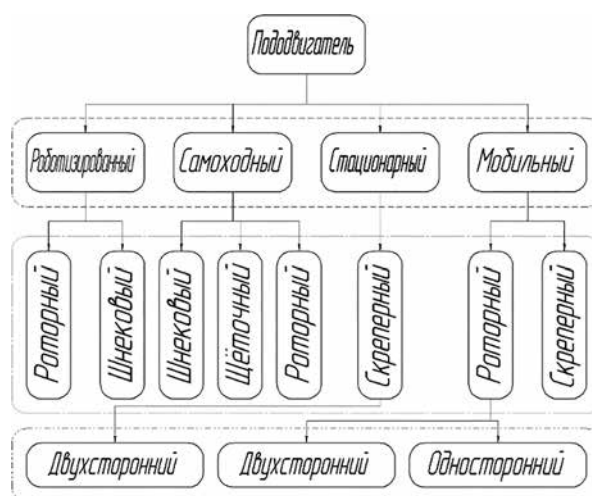 Пододвигатель
Роботизированный
Самоходный
Стационарный
Мобильный
Роторный
Шнековый
Шнековый
Щёточный
Роторный
Скреперный
Роторный
Скреперный
Двухсторонний
Двухсторонний
Односторонний